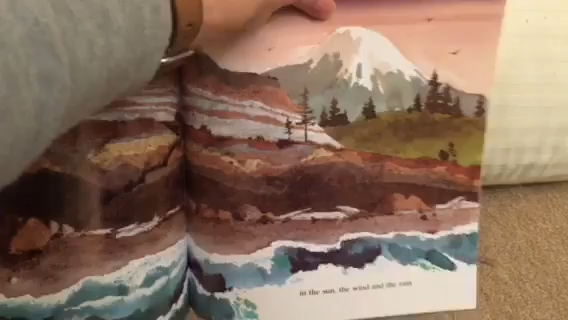 in the sun, the wind and the rain